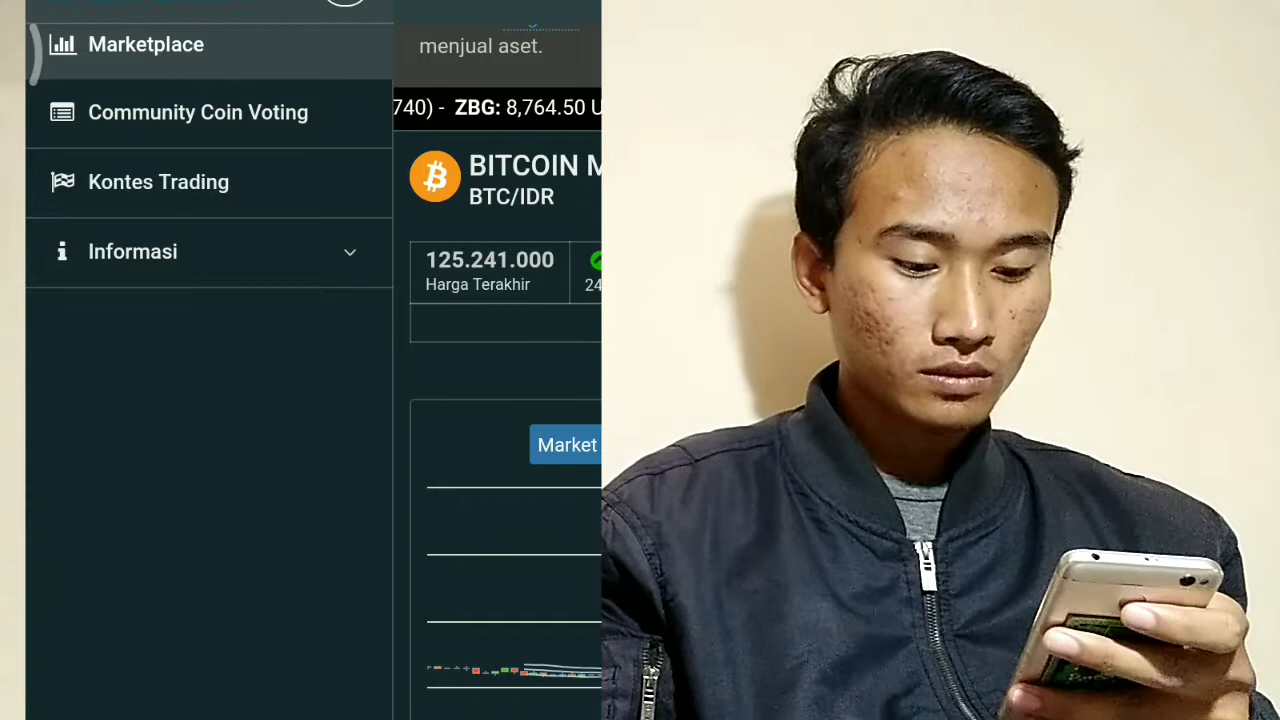 Marketplace
Community Coin Voting
Kontes Trading
Informasi
menjual aset.
740) - ZBG: 8,764.50 U
BITCOIN M
BTC/IDR
125.241.000
Harga Terakhir
24
Market